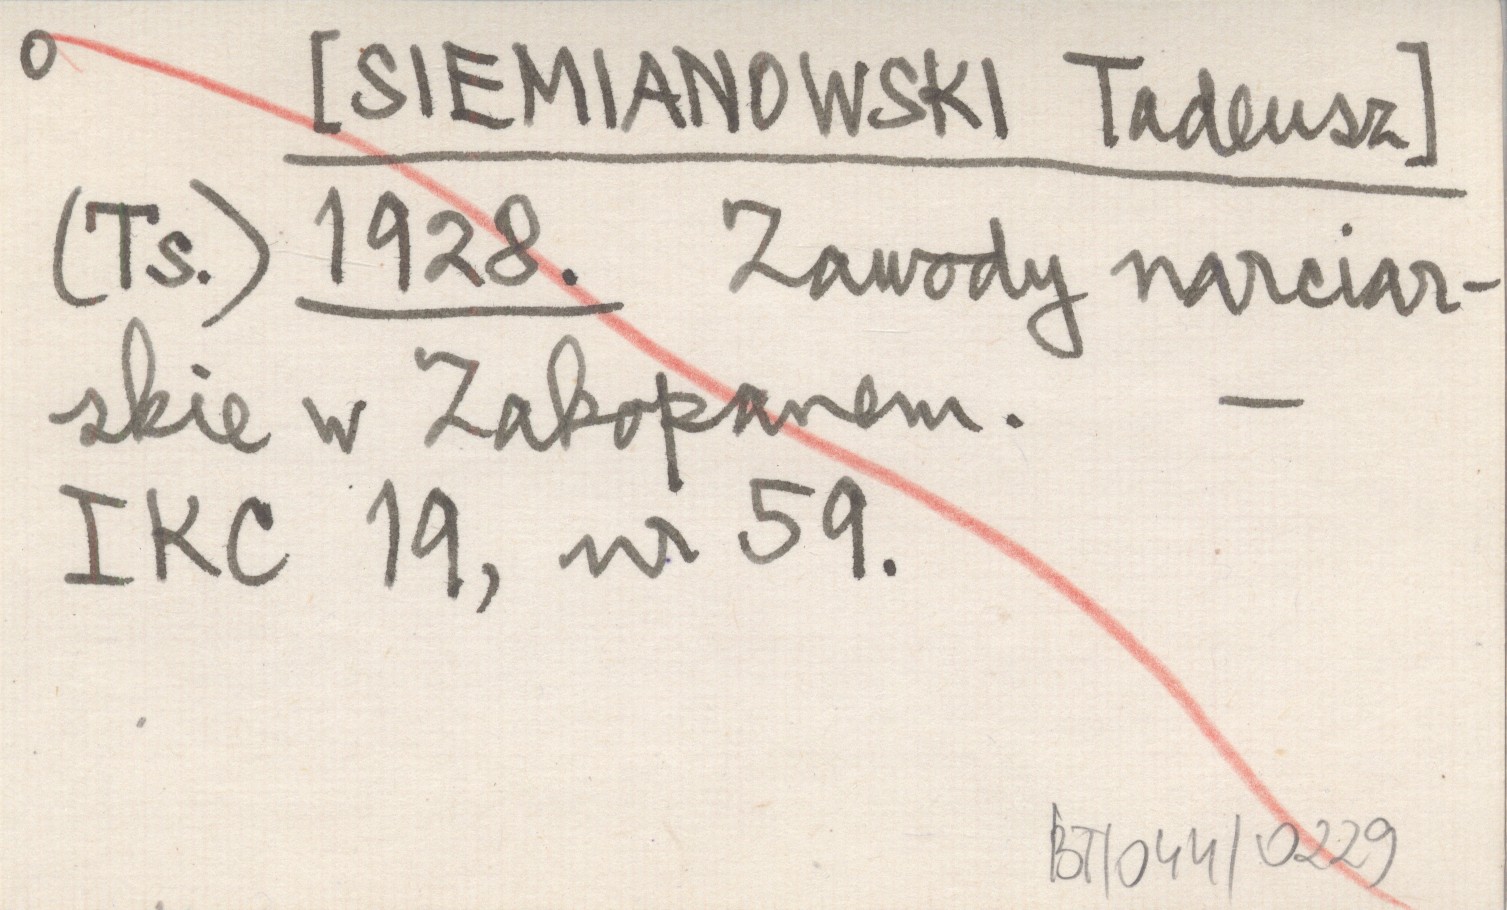 o [SIEMIANOWSKI Tadeusz]
(Ts.) 1928. Zawody narciar-
skie w Zakopanem. —
IKC 19, nr 59.
BT/044/0229